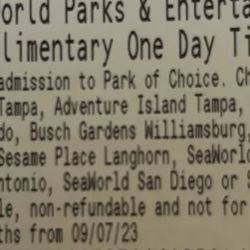 orld Parks & Enterta
limentary One Day Ti
admission to Park of Choice. Ch
Tampa, Adventure Island Tampa,
do, Busch Gardens Williamsburg,
Sesame Place Langhorn, SeaWorl
ntonio, SeaWorld San Diego or S
le, non-refundable and not for
ths from 09/07/23